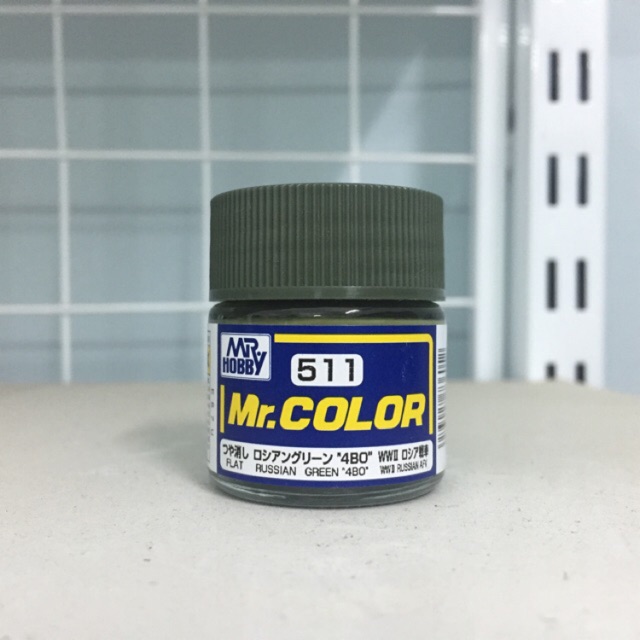 MR HOBBY
511
Mr.COLOR
つや消し ロシアングリーン "4BO" WWⅡ ロシア戦車
FLAT RUSSIAN GREEN "4BO" WWⅡ RUSSIAN AFV